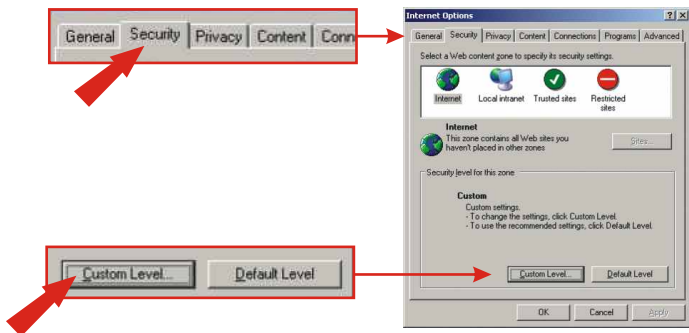 General Security Privacy Content Conn
Custom Level... Default Level
Internet Options
General Security Privacy Content Connections Programs Advanced
Select a Web content zone to specify its security settings.
Internet Local intranet Trusted sites Restricted
sites
Internet
This zone contains all Web sites you
haven't placed in other zones
Sites...
Security level for this zone
Custom
Custom settings.
- To change the settings, click Custom Level.
- To use the recommended settings, click Default Level.
Custom Level... Default Level
OK Cancel Apply